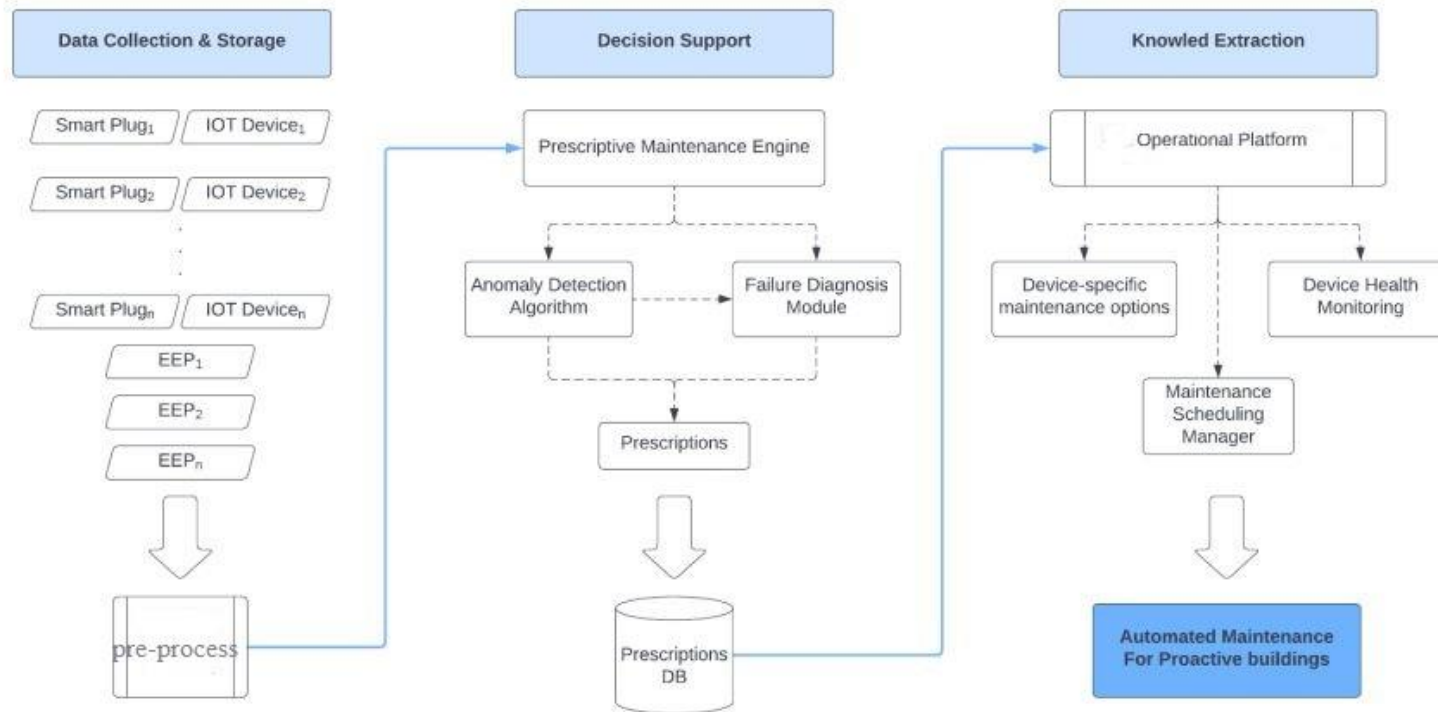 Data Collection & Storage
Smart Plug₁ IOT Device₁
Smart Plug₂ IOT Device₂
Smart Plugₙ IOT Deviceₙ
EEP₁
EEP₂
EEPₙ
pre-process
Decision Support
Prescriptive Maintenance Engine
Anomaly Detection
Algorithm
Failure Diagnosis
Module
Prescriptions
Prescriptions
DB
Knowled Extraction
Operational Platform
Device-specific
maintenance options
Device Health
Monitoring
Maintenance
Scheduling
Manager
Automated Maintenance
For Proactive buildings